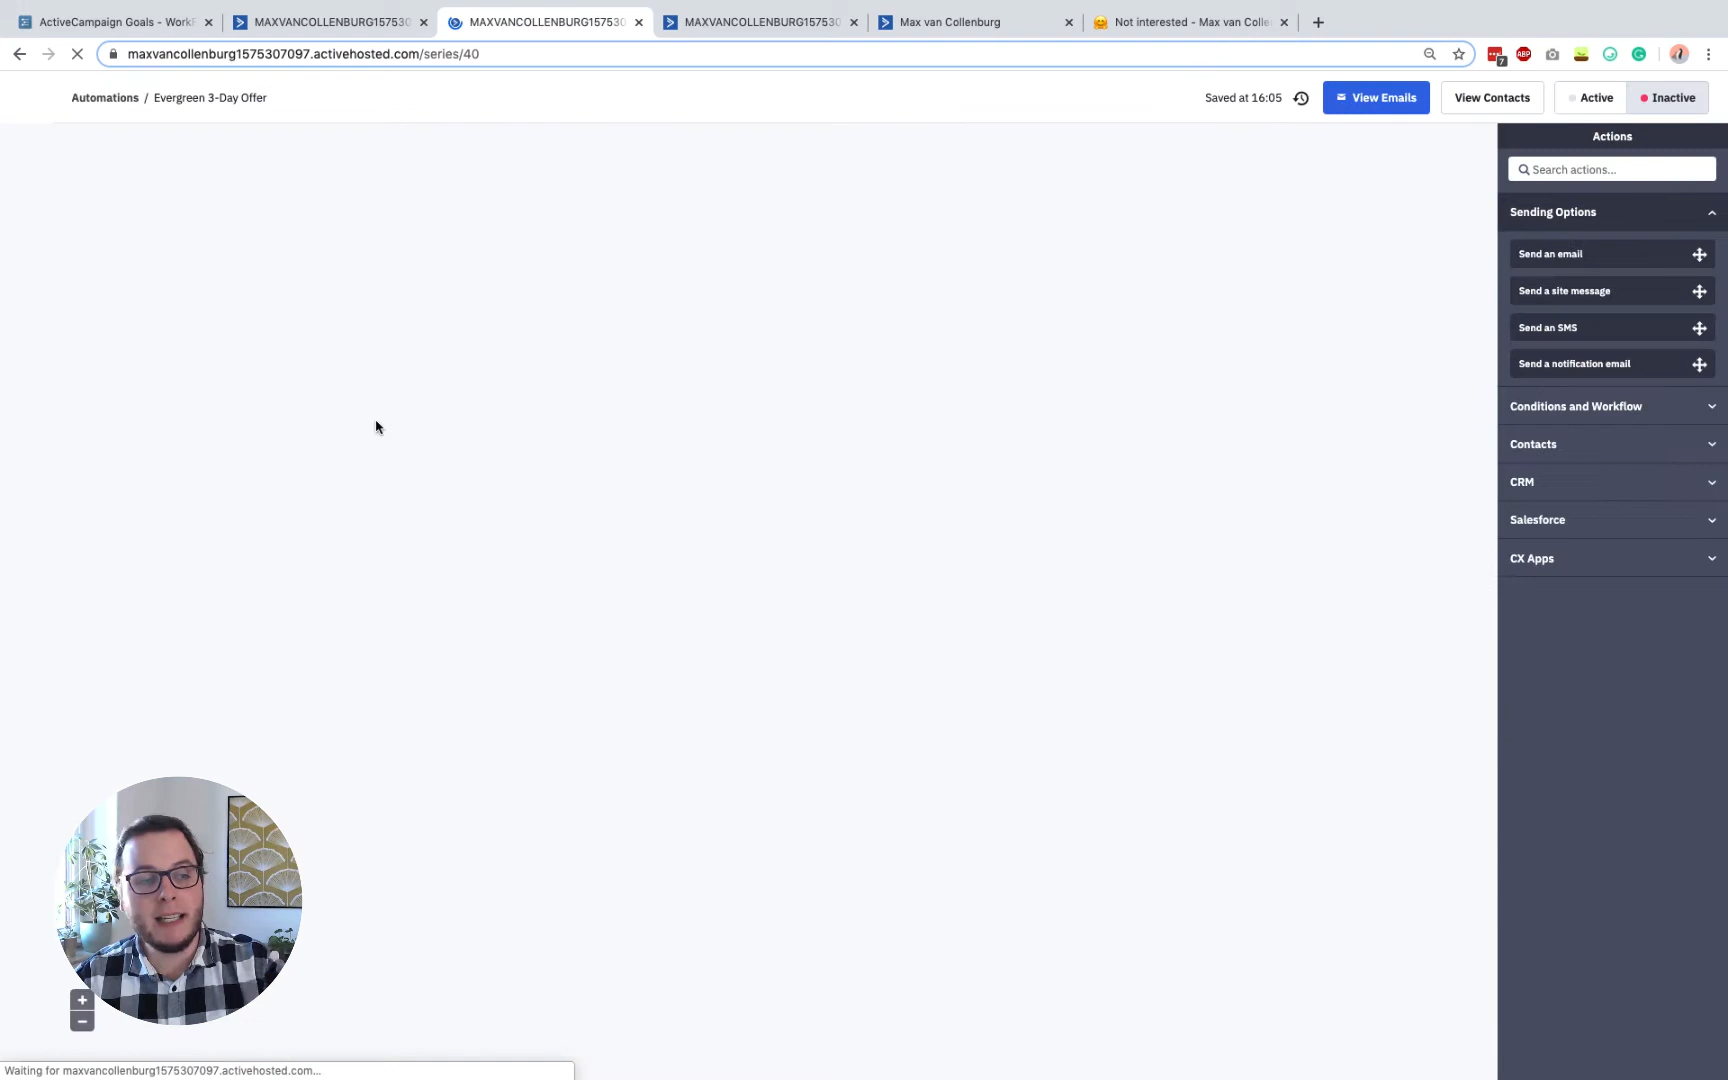 ActiveCampaign Goals - WorkF
MAXVANCOLLENBURG157530
MAXVANCOLLENBURG157530
MAXVANCOLLENBURG157530
Max van Collenburg
Not interested - Max van Colle
maxvancollenburg1575307097.activehosted.com/series/40
7
ABP
Automations / Evergreen 3-Day Offer
Saved at 16:05
View Emails
View Contacts
Active
Inactive
Actions
Search actions...
Sending Options
Send an email
Send a site message
Send an SMS
Send a notification email
Conditions and Workflow
Contacts
CRM
Salesforce
CX Apps
+
−
Waiting for maxvancollenburg1575307097.activehosted.com...